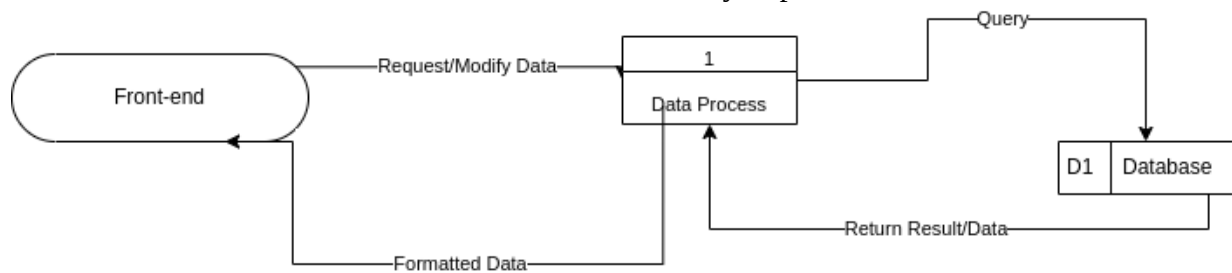 Query
Request/Modify Data
1
Front-end
Data Process
D1
Database
Return Result/Data
Formatted Data